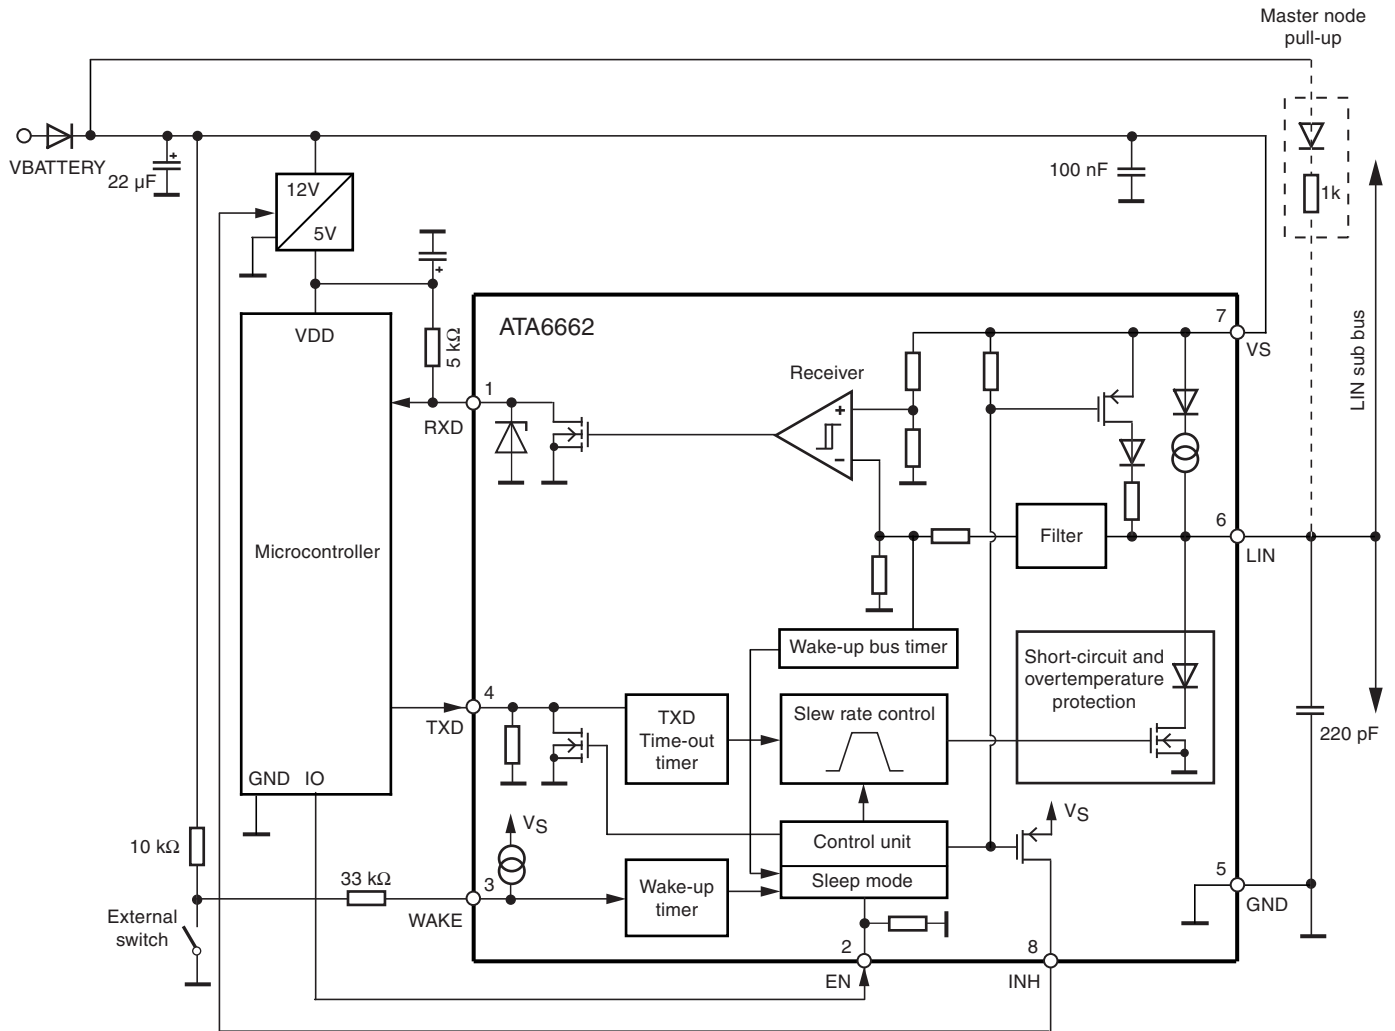 Master node
pull-up
VBATTERY
22 µF
+
12V
5V
+
100 nF
1k
LIN sub bus
VDD
5 kΩ
ATA6662
7
VS
Receiver
1
RXD
+
-
Microcontroller
Filter
6
LIN
Wake-up bus timer
Short-circuit and
overtemperature
protection
4
TXD
TXD
Time-out
timer
Slew rate control
220 pF
GND IO
VS
VS
10 kΩ
33 kΩ
3
WAKE
Wake-up
timer
Control unit
Sleep mode
5
GND
External
switch
2
EN
8
INH